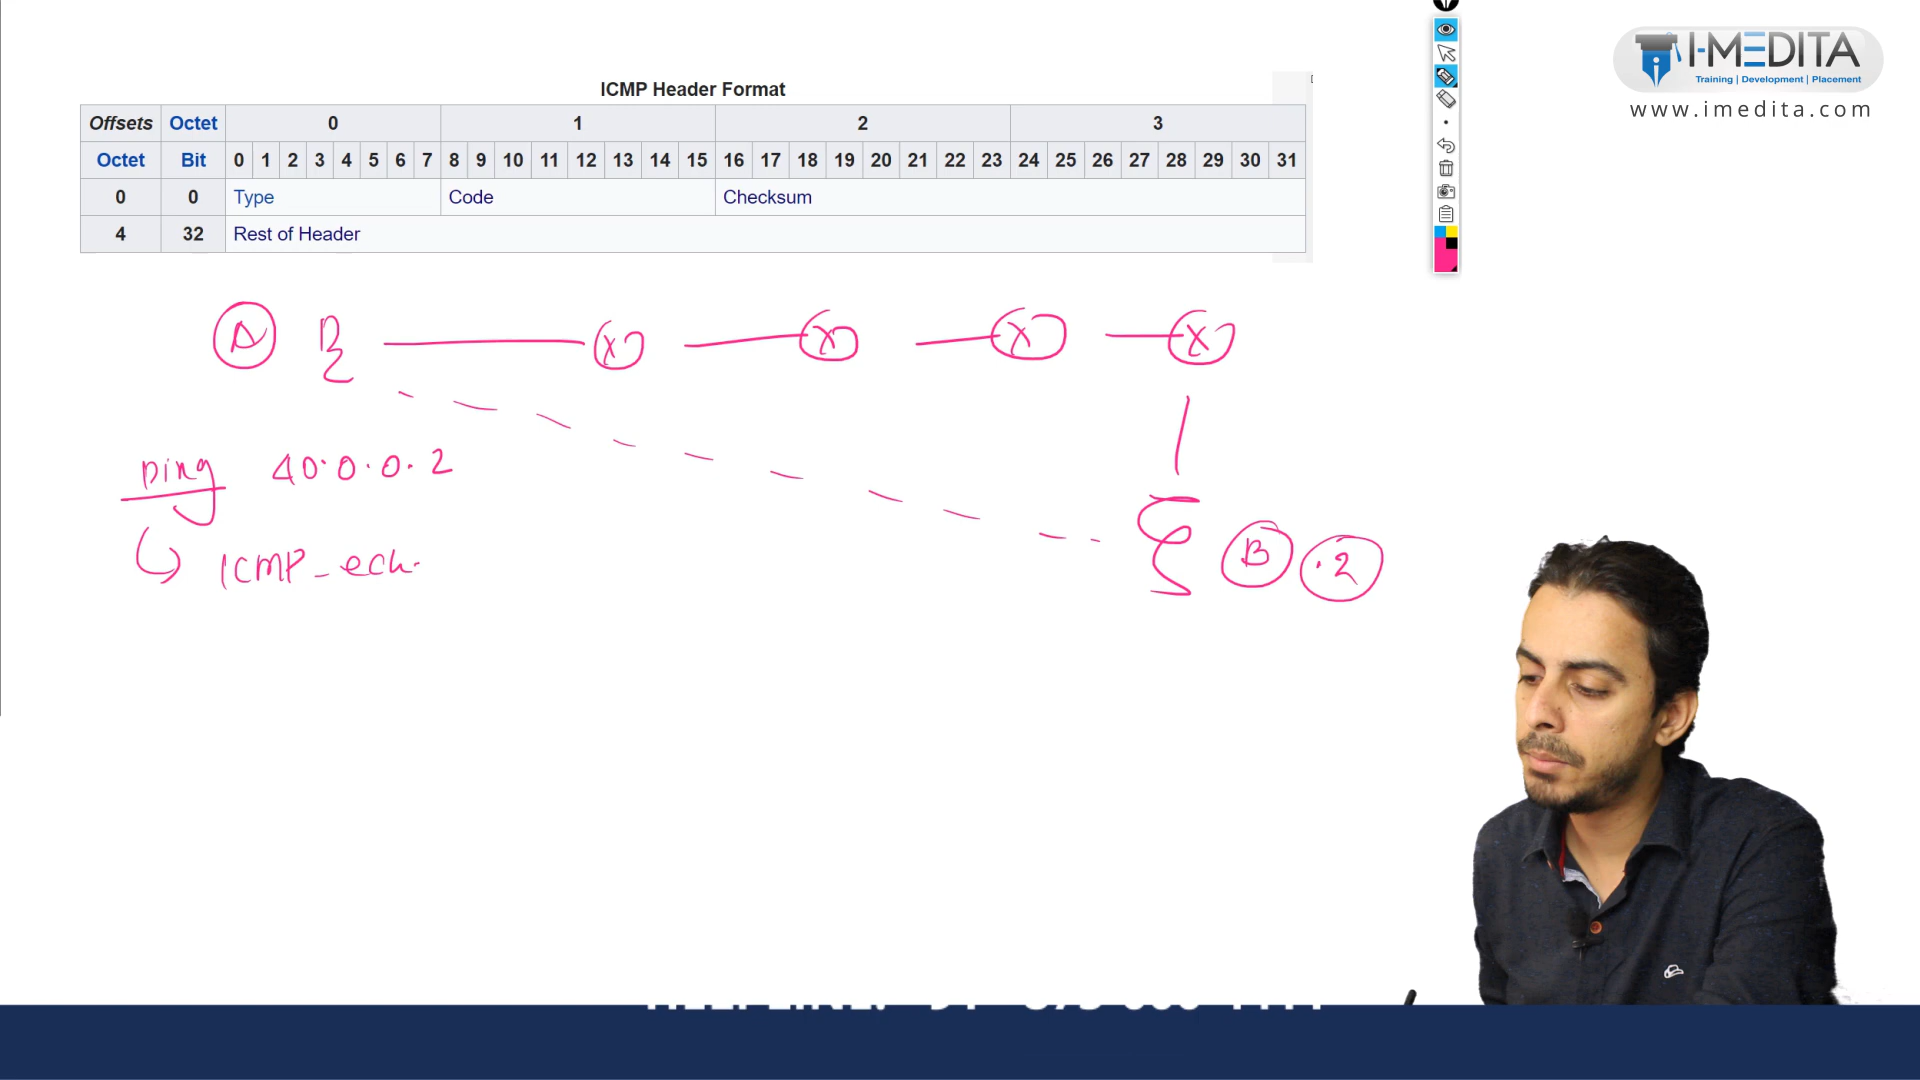 I-MEDITA
Training | Development | Placement
www.imedita.com
ICMP Header Format
Offsets Octet 0 1 2 3
Octet Bit 0 1 2 3 4 5 6 7 8 9 10 11 12 13 14 15 16 17 18 19 20 21 22 23 24 25 26 27 28 29 30 31
0 0 Type Code Checksum
4 32 Rest of Header
A X X X X
ping 40.0.0.2
B .2
ICMP-ech.